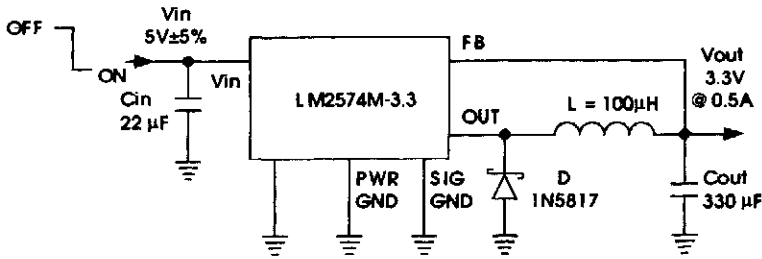 OFF
ON
Vin
5V±5%
Vin
Cin
22 µF
LM2574M-3.3
FB
OUT
PWR
GND
SIG
GND
L = 100µH
D
1N5817
Vout
3.3V
@ 0.5A
Cout
330 µF